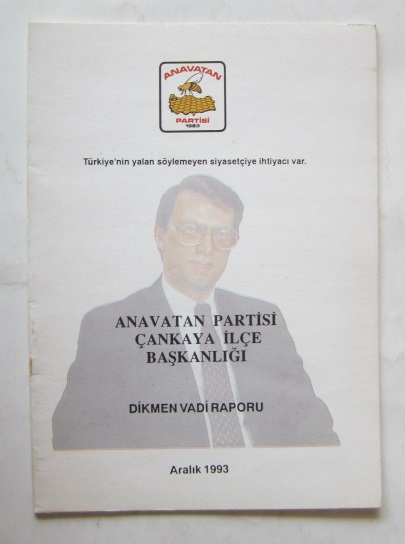 ANAVATAN
PARTİSİ
1983
Türkiye'nin yalan söylemeyen siyasetçiye ihtiyacı var.
ANAVATAN PARTİSİ
ÇANKAYA İLÇE
BAŞKANLIĞI
DİKMEN VADİ RAPORU
Aralık 1993